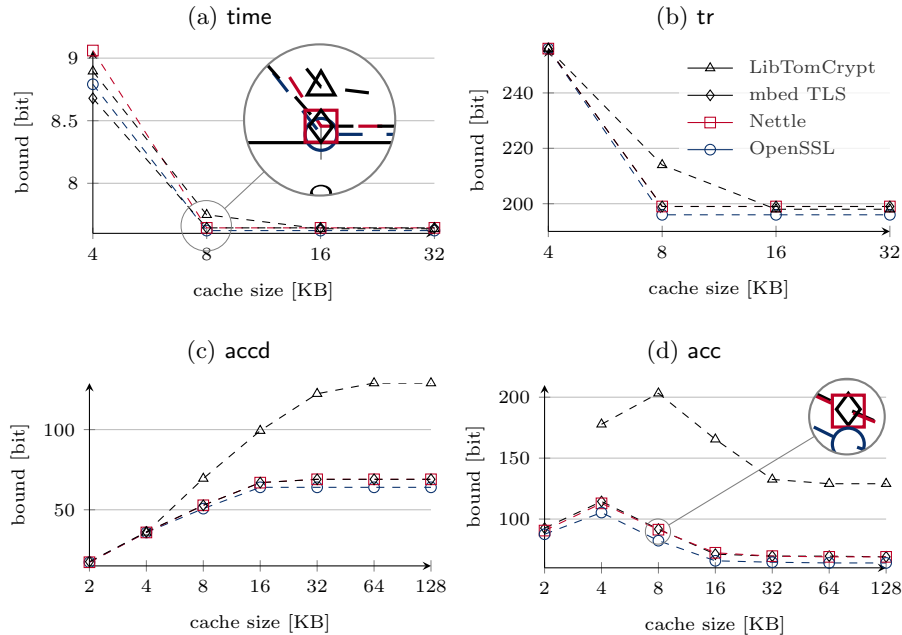 (a) time
9
8.5
8
4
8
16
32
bound [bit]
cache size [KB]
(b) tr
240
220
200
4
8
16
32
bound [bit]
cache size [KB]
LibTomCrypt
mbed TLS
Nettle
OpenSSL
(c) accd
100
50
2
4
8
16
32
64
128
bound [bit]
cache size [KB]
(d) acc
200
150
100
2
4
8
16
32
64
128
bound [bit]
cache size [KB]